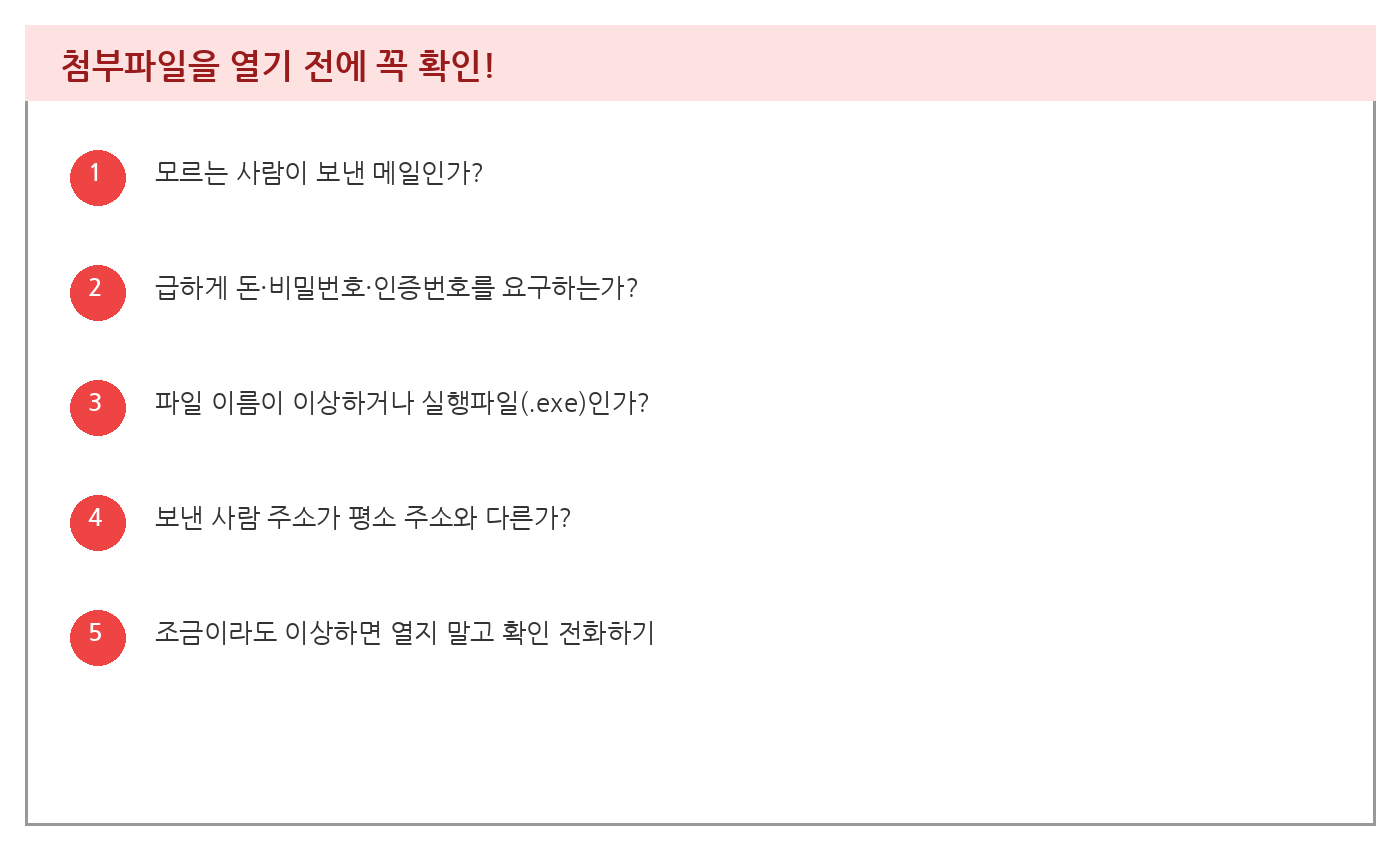 첨부파일을 열기 전에 꼭 확인!
1 모르는 사람이 보낸 메일인가?
2 급하게 돈·비밀번호·인증번호를 요구하는가?
3 파일 이름이 이상하거나 실행파일(.exe)인가?
4 보낸 사람 주소가 평소 주소와 다른가?
5 조금이라도 이상하면 열지 말고 확인 전화하기